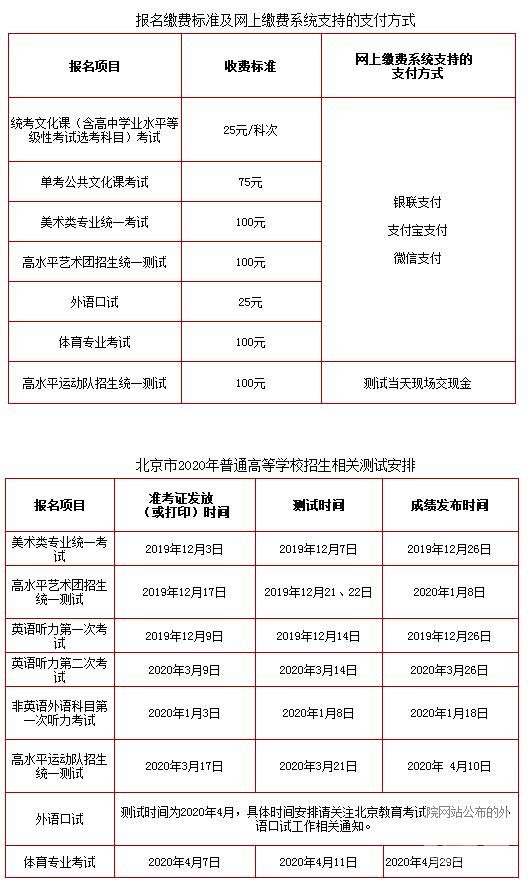 报名缴费标准及网上缴费系统支持的支付方式
报名项目 收费标准 网上缴费系统支持的
支付方式
统考文化课（含高中学业水平等
级性考试选考科目）考试 25元/科次
单考公共文化课考试 75元
美术类专业统一考试 100元
高水平艺术团招生统一测试 100元
外语口试 25元
体育专业考试 100元
银联支付
支付宝支付
微信支付
高水平运动队招生统一测试 100元 测试当天现场交现金
北京市2020年普通高等学校招生相关测试安排
报名项目 准考证发放
（或打印）时间 测试时间 成绩发布时间
美术类专业统一考
试 2019年12月3日 2019年12月7日 2019年12月26日
高水平艺术团招生
统一测试 2019年12月17日 2019年12月21、22日 2020年1月8日
英语听力第一次考
试 2019年12月9日 2019年12月14日 2019年12月26日
英语听力第二次考
试 2020年3月9日 2020年3月14日 2020年3月26日
非英语外语科目第
一次听力考试 2020年1月3日 2020年1月8日 2020年1月18日
高水平运动队招生
统一测试 2020年3月17日 2020年3月21日 2020年 4月10日
外语口试 测试时间为2020年4月，具体时间安排请关注北京教育考试院网站公布的外
语口试工作相关通知。
体育专业考试 2020年4月7日 2020年4月11日 2020年4月29日